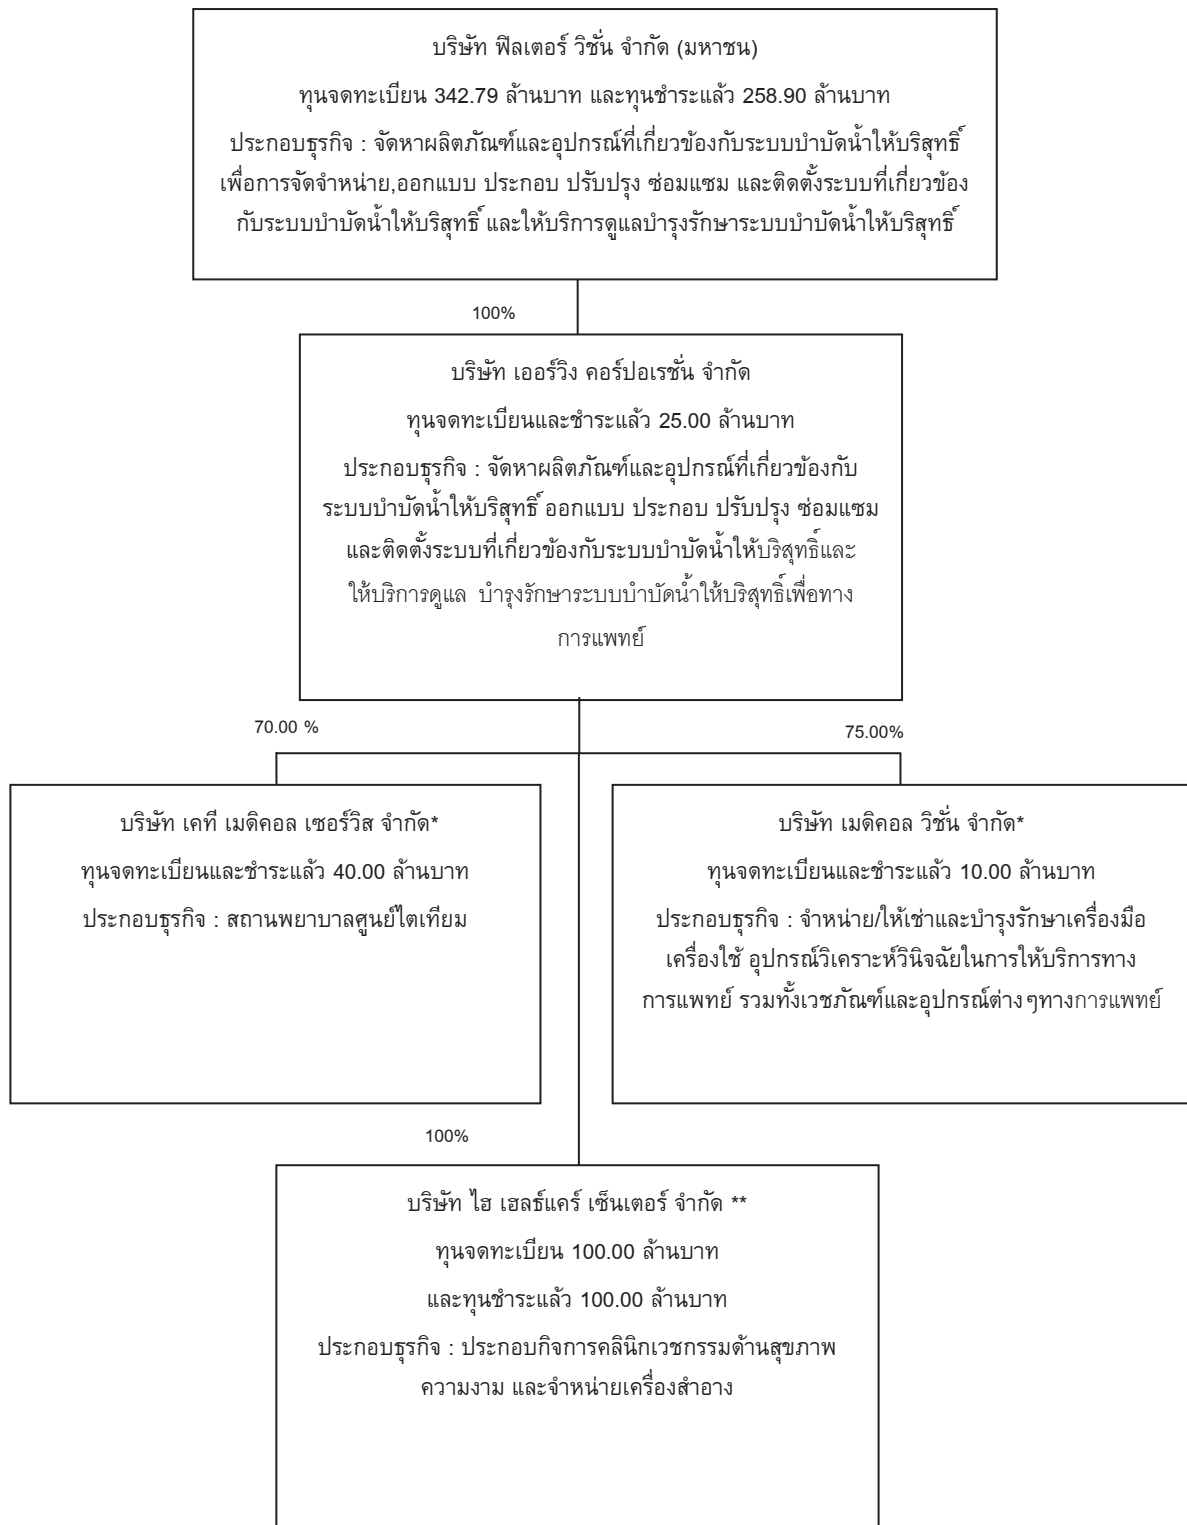 บริษัท ฟิลเตอร์ วิชั่น จำกัด (มหาชน)
ทุนจดทะเบียน 342.79 ล้านบาท และทุนชำระแล้ว 258.90 ล้านบาท
ประกอบธุรกิจ : จัดหาผลิตภัณฑ์และอุปกรณ์ที่เกี่ยวข้องกับระบบบำบัดน้ำให้บริสุทธิ์
เพื่อการจัดจำหน่าย,ออกแบบ ประกอบ ปรับปรุง ซ่อมแซม และติดตั้งระบบที่เกี่ยวข้อง
กับระบบบำบัดน้ำให้บริสุทธิ์ และให้บริการดูแลบำรุงรักษาระบบบำบัดน้ำให้บริสุทธิ์
100%
บริษัท เออร์วิง คอร์ปอเรชั่น จำกัด
ทุนจดทะเบียนและชำระแล้ว 25.00 ล้านบาท
ประกอบธุรกิจ : จัดหาผลิตภัณฑ์และอุปกรณ์ที่เกี่ยวข้องกับ
ระบบบำบัดน้ำให้บริสุทธิ์ ออกแบบ ประกอบ ปรับปรุง ซ่อมแซม
และติดตั้งระบบที่เกี่ยวข้องกับระบบบำบัดน้ำให้บริสุทธิ์และ
ให้บริการดูแล บำรุงรักษาระบบบำบัดน้ำให้บริสุทธิ์เพื่อทาง
การแพทย์
70.00 %
75.00%
บริษัท เคที เมดิคอล เซอร์วิส จำกัด*
ทุนจดทะเบียนและชำระแล้ว 40.00 ล้านบาท
ประกอบธุรกิจ : สถานพยาบาลศูนย์ไตเทียม
บริษัท เมดิคอล วิชั่น จำกัด*
ทุนจดทะเบียนและชำระแล้ว 10.00 ล้านบาท
ประกอบธุรกิจ : จำหน่าย/ให้เช่าและบำรุงรักษาเครื่องมือ
เครื่องใช้ อุปกรณ์วิเคราะห์วินิจฉัยในการให้บริการทาง
การแพทย์ รวมทั้งเวชภัณฑ์และอุปกรณ์ต่างๆทางการแพทย์
100%
บริษัท ไฮ เฮลธ์แคร์ เซ็นเตอร์ จำกัด **
ทุนจดทะเบียน 100.00 ล้านบาท
และทุนชำระแล้ว 100.00 ล้านบาท
ประกอบธุรกิจ : ประกอบกิจการคลินิกเวชกรรมด้านสุขภาพ
ความงาม และจำหน่ายเครื่องสำอาง